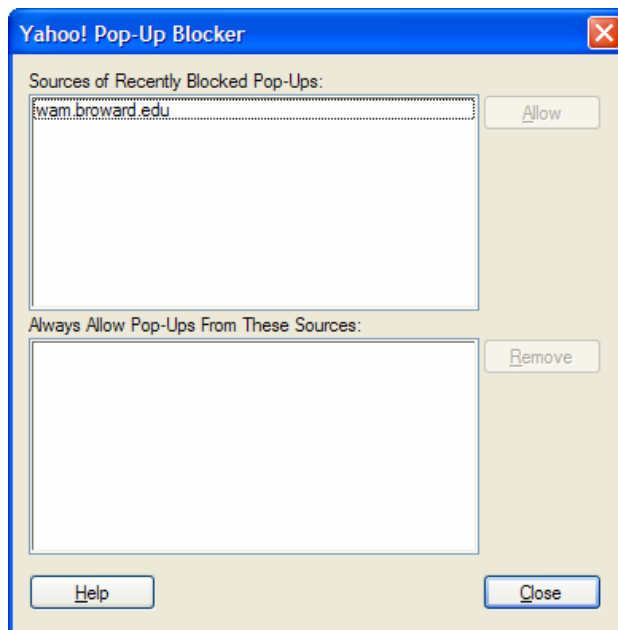 Yahoo! Pop-Up Blocker
Sources of Recently Blocked Pop-Ups:
wam.broward.edu
Allow
Always Allow Pop-Ups From These Sources:
Remove
Help
Close